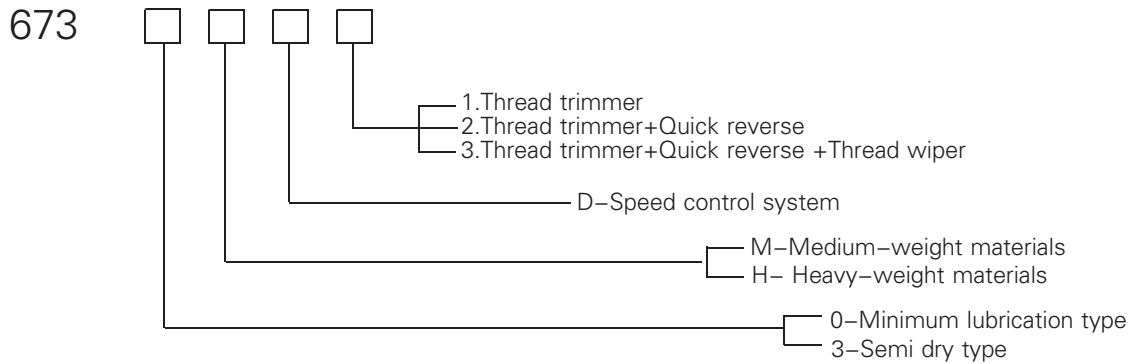 673
1.Thread trimmer
2.Thread trimmer+Quick reverse
3.Thread trimmer+Quick reverse +Thread wiper
D–Speed control system
M–Medium–weight materials
H– Heavy–weight materials
0–Minimum lubrication type
3–Semi dry type